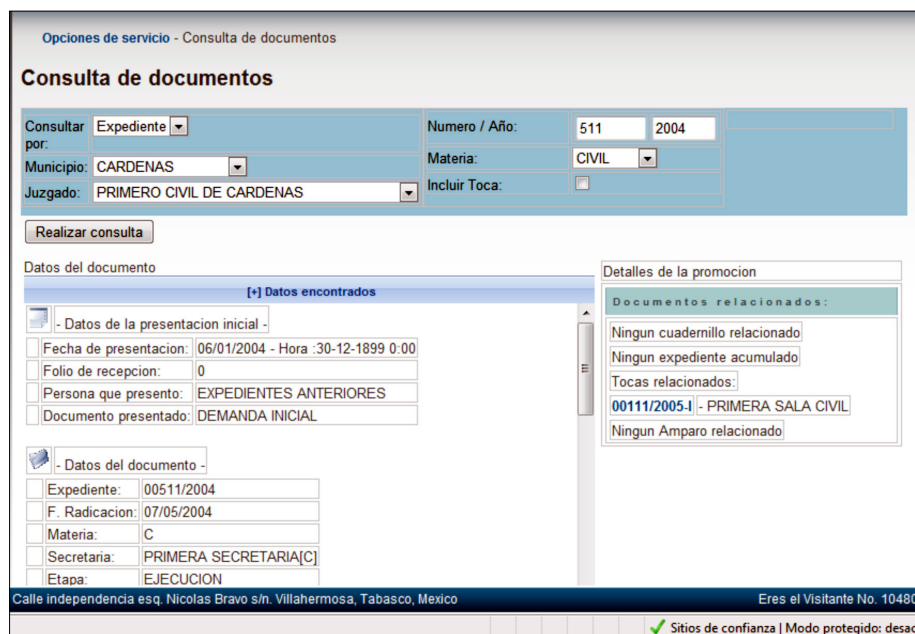 Opciones de servicio - Consulta de documentos
Consulta de documentos
Consultar por: Expediente
Numero / Año: 511 2004
Municipio: CARDENAS
Materia: CIVIL
Juzgado: PRIMERO CIVIL DE CARDENAS
Incluir Toca:
Realizar consulta
Datos del documento
[+] Datos encontrados
- Datos de la presentacion inicial -
Fecha de presentacion: 06/01/2004 - Hora :30-12-1899 0:00
Folio de recepcion: 0
Persona que presento: EXPEDIENTES ANTERIORES
Documento presentado: DEMANDA INICIAL
- Datos del documento -
Expediente: 00511/2004
F. Radicacion: 07/05/2004
Materia: C
Secretaria: PRIMERA SECRETARIA[C]
Etapa: EJECUCION
Detalles de la promocion
Documentos relacionados:
Ningun cuadernillo relacionado
Ningun expediente acumulado
Tocas relacionados:
00111/2005-I - PRIMERA SALA CIVIL
Ningun Amparo relacionado
Calle independencia esq. Nicolas Bravo s/n. Villahermosa, Tabasco, Mexico
Eres el Visitante No. 10480
Sitios de confianza | Modo protegido: desac